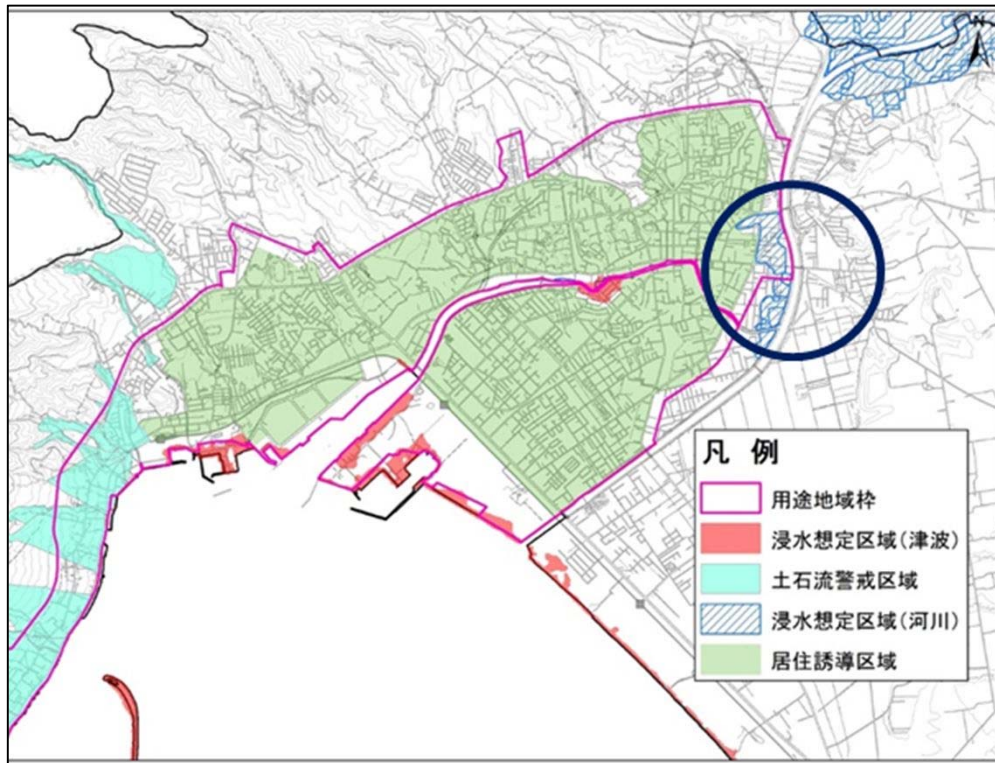 N
凡 例
用途地域枠
浸水想定区域(津波)
土石流警戒区域
浸水想定区域(河川)
居住誘導区域